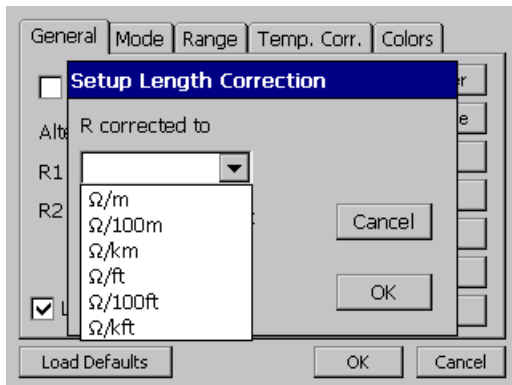 General Mode Range Temp. Corr. Colors
Setup Length Correction
R corrected to
R1
R2
Ω/m
Ω/100m
Ω/km
Ω/ft
Ω/100ft
Ω/kft
Cancel
OK
Load Defaults OK Cancel